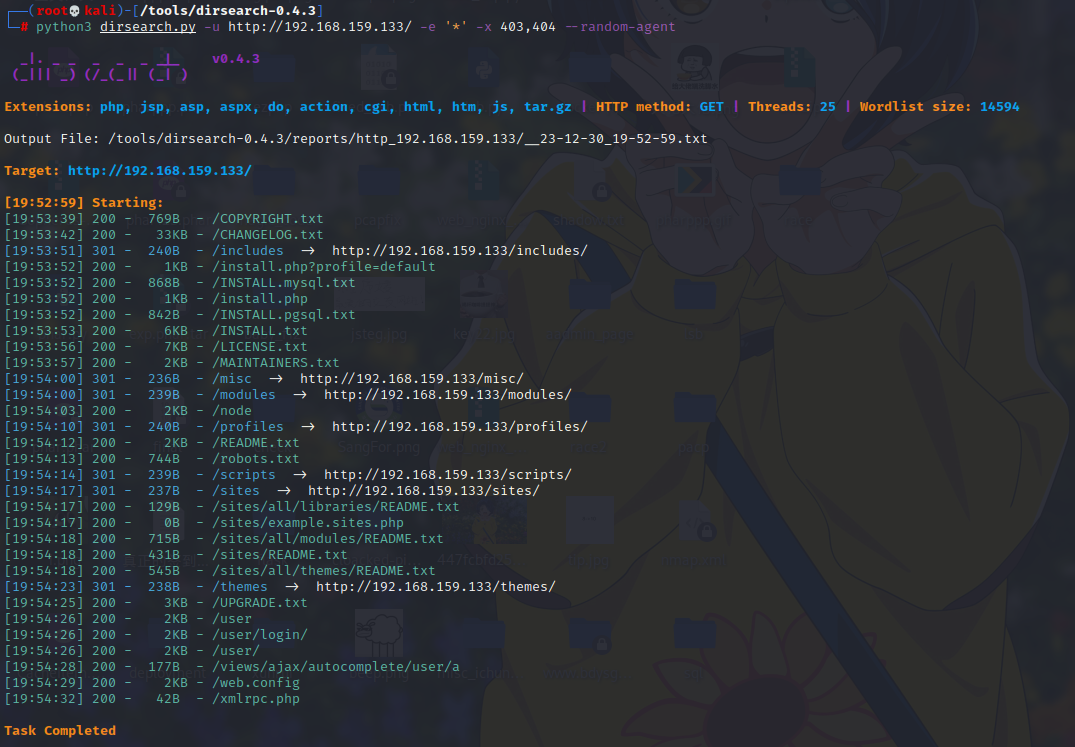 ┌──(root💀kali)-[/tools/dirsearch-0.4.3]
└─# python3 dirsearch.py -u http://192.168.159.133/ -e '*' -x 403,404 --random-agent
v0.4.3
Extensions: php, jsp, asp, aspx, do, action, cgi, html, htm, js, tar.gz | HTTP method: GET | Threads: 25 | Wordlist size: 14594
Output File: /tools/dirsearch-0.4.3/reports/http_192.168.159.133/__23-12-30_19-52-59.txt
Target: http://192.168.159.133/
[19:52:59] Starting:
[19:53:39] 200 - 769B - /COPYRIGHT.txt
[19:53:42] 200 - 33KB - /CHANGELOG.txt
[19:53:51] 301 - 240B - /includes -> http://192.168.159.133/includes/
[19:53:52] 200 - 1KB - /install.php?profile=default
[19:53:52] 200 - 868B - /INSTALL.mysql.txt
[19:53:52] 200 - 1KB - /install.php
[19:53:52] 200 - 842B - /INSTALL.pgsql.txt
[19:53:53] 200 - 6KB - /INSTALL.txt
[19:53:56] 200 - 7KB - /LICENSE.txt
[19:53:57] 200 - 2KB - /MAINTAINERS.txt
[19:54:00] 301 - 236B - /misc -> http://192.168.159.133/misc/
[19:54:00] 301 - 239B - /modules -> http://192.168.159.133/modules/
[19:54:03] 200 - 2KB - /node
[19:54:10] 301 - 240B - /profiles -> http://192.168.159.133/profiles/
[19:54:12] 200 - 2KB - /README.txt
[19:54:13] 200 - 744B - /robots.txt
[19:54:14] 301 - 239B - /scripts -> http://192.168.159.133/scripts/
[19:54:17] 301 - 237B - /sites -> http://192.168.159.133/sites/
[19:54:17] 200 - 129B - /sites/all/libraries/README.txt
[19:54:17] 200 - 0B - /sites/example.sites.php
[19:54:18] 200 - 715B - /sites/all/modules/README.txt
[19:54:18] 200 - 431B - /sites/README.txt
[19:54:18] 200 - 545B - /sites/all/themes/README.txt
[19:54:23] 301 - 238B - /themes -> http://192.168.159.133/themes/
[19:54:25] 200 - 3KB - /UPGRADE.txt
[19:54:26] 200 - 2KB - /user
[19:54:26] 200 - 2KB - /user/login/
[19:54:26] 200 - 2KB - /user/
[19:54:28] 200 - 177B - /views/ajax/autocomplete/user/a
[19:54:29] 200 - 2KB - /web.config
[19:54:32] 200 - 42B - /xmlrpc.php
Task Completed